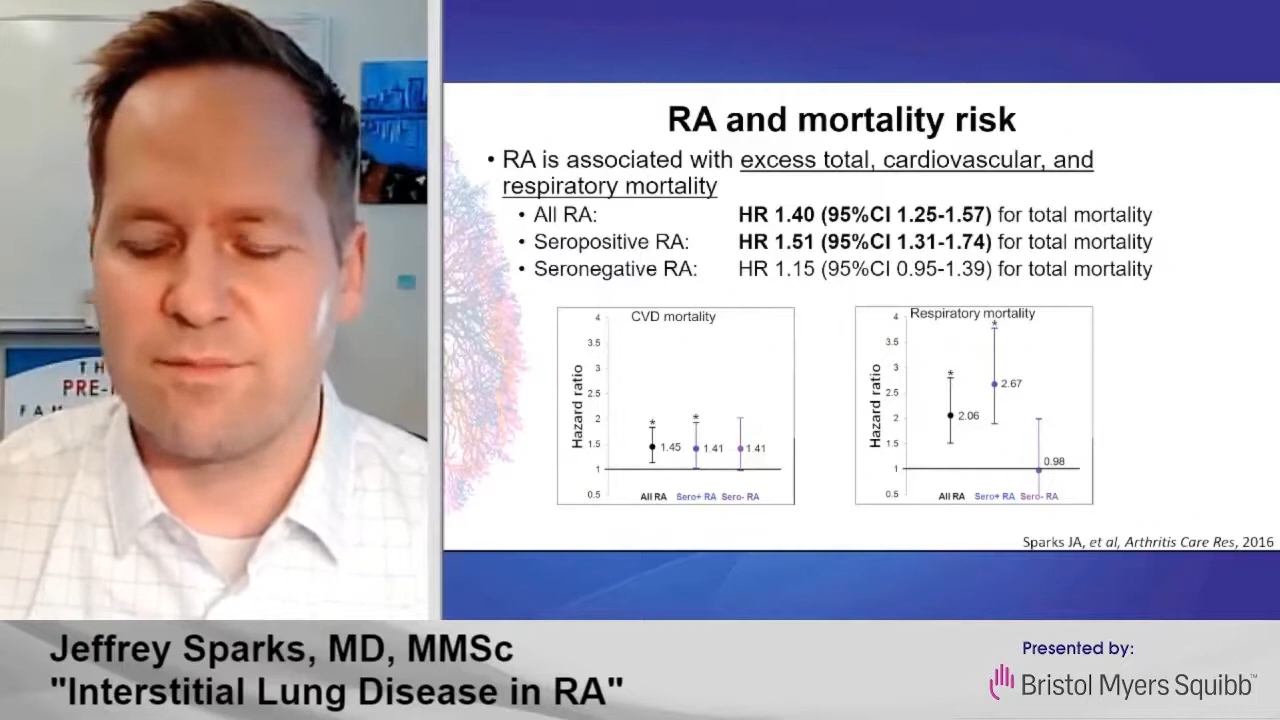 RA and mortality risk
• RA is associated with excess total, cardiovascular, and
respiratory mortality
• All RA: HR 1.40 (95%CI 1.25-1.57) for total mortality
• Seropositive RA: HR 1.51 (95%CI 1.31-1.74) for total mortality
• Seronegative RA: HR 1.15 (95%CI 0.95-1.39) for total mortality
CVD mortality
Hazard ratio
4
3.5
3
2.5
2
1.5
1
0.5
*
*
1.45
1.41
1.41
All RA Sero+ RA Sero- RA
Respiratory mortality
Hazard ratio
4
3.5
3
2.5
2
1.5
1
0.5
*
*
2.06
2.67
0.98
All RA Sero+ RA Sero- RA
Sparks JA, et al, Arthritis Care Res, 2016
TH
PRE-
FA
Jeffrey Sparks, MD, MMSc
"Interstitial Lung Disease in RA"
Presented by:
Bristol Myers Squibb™